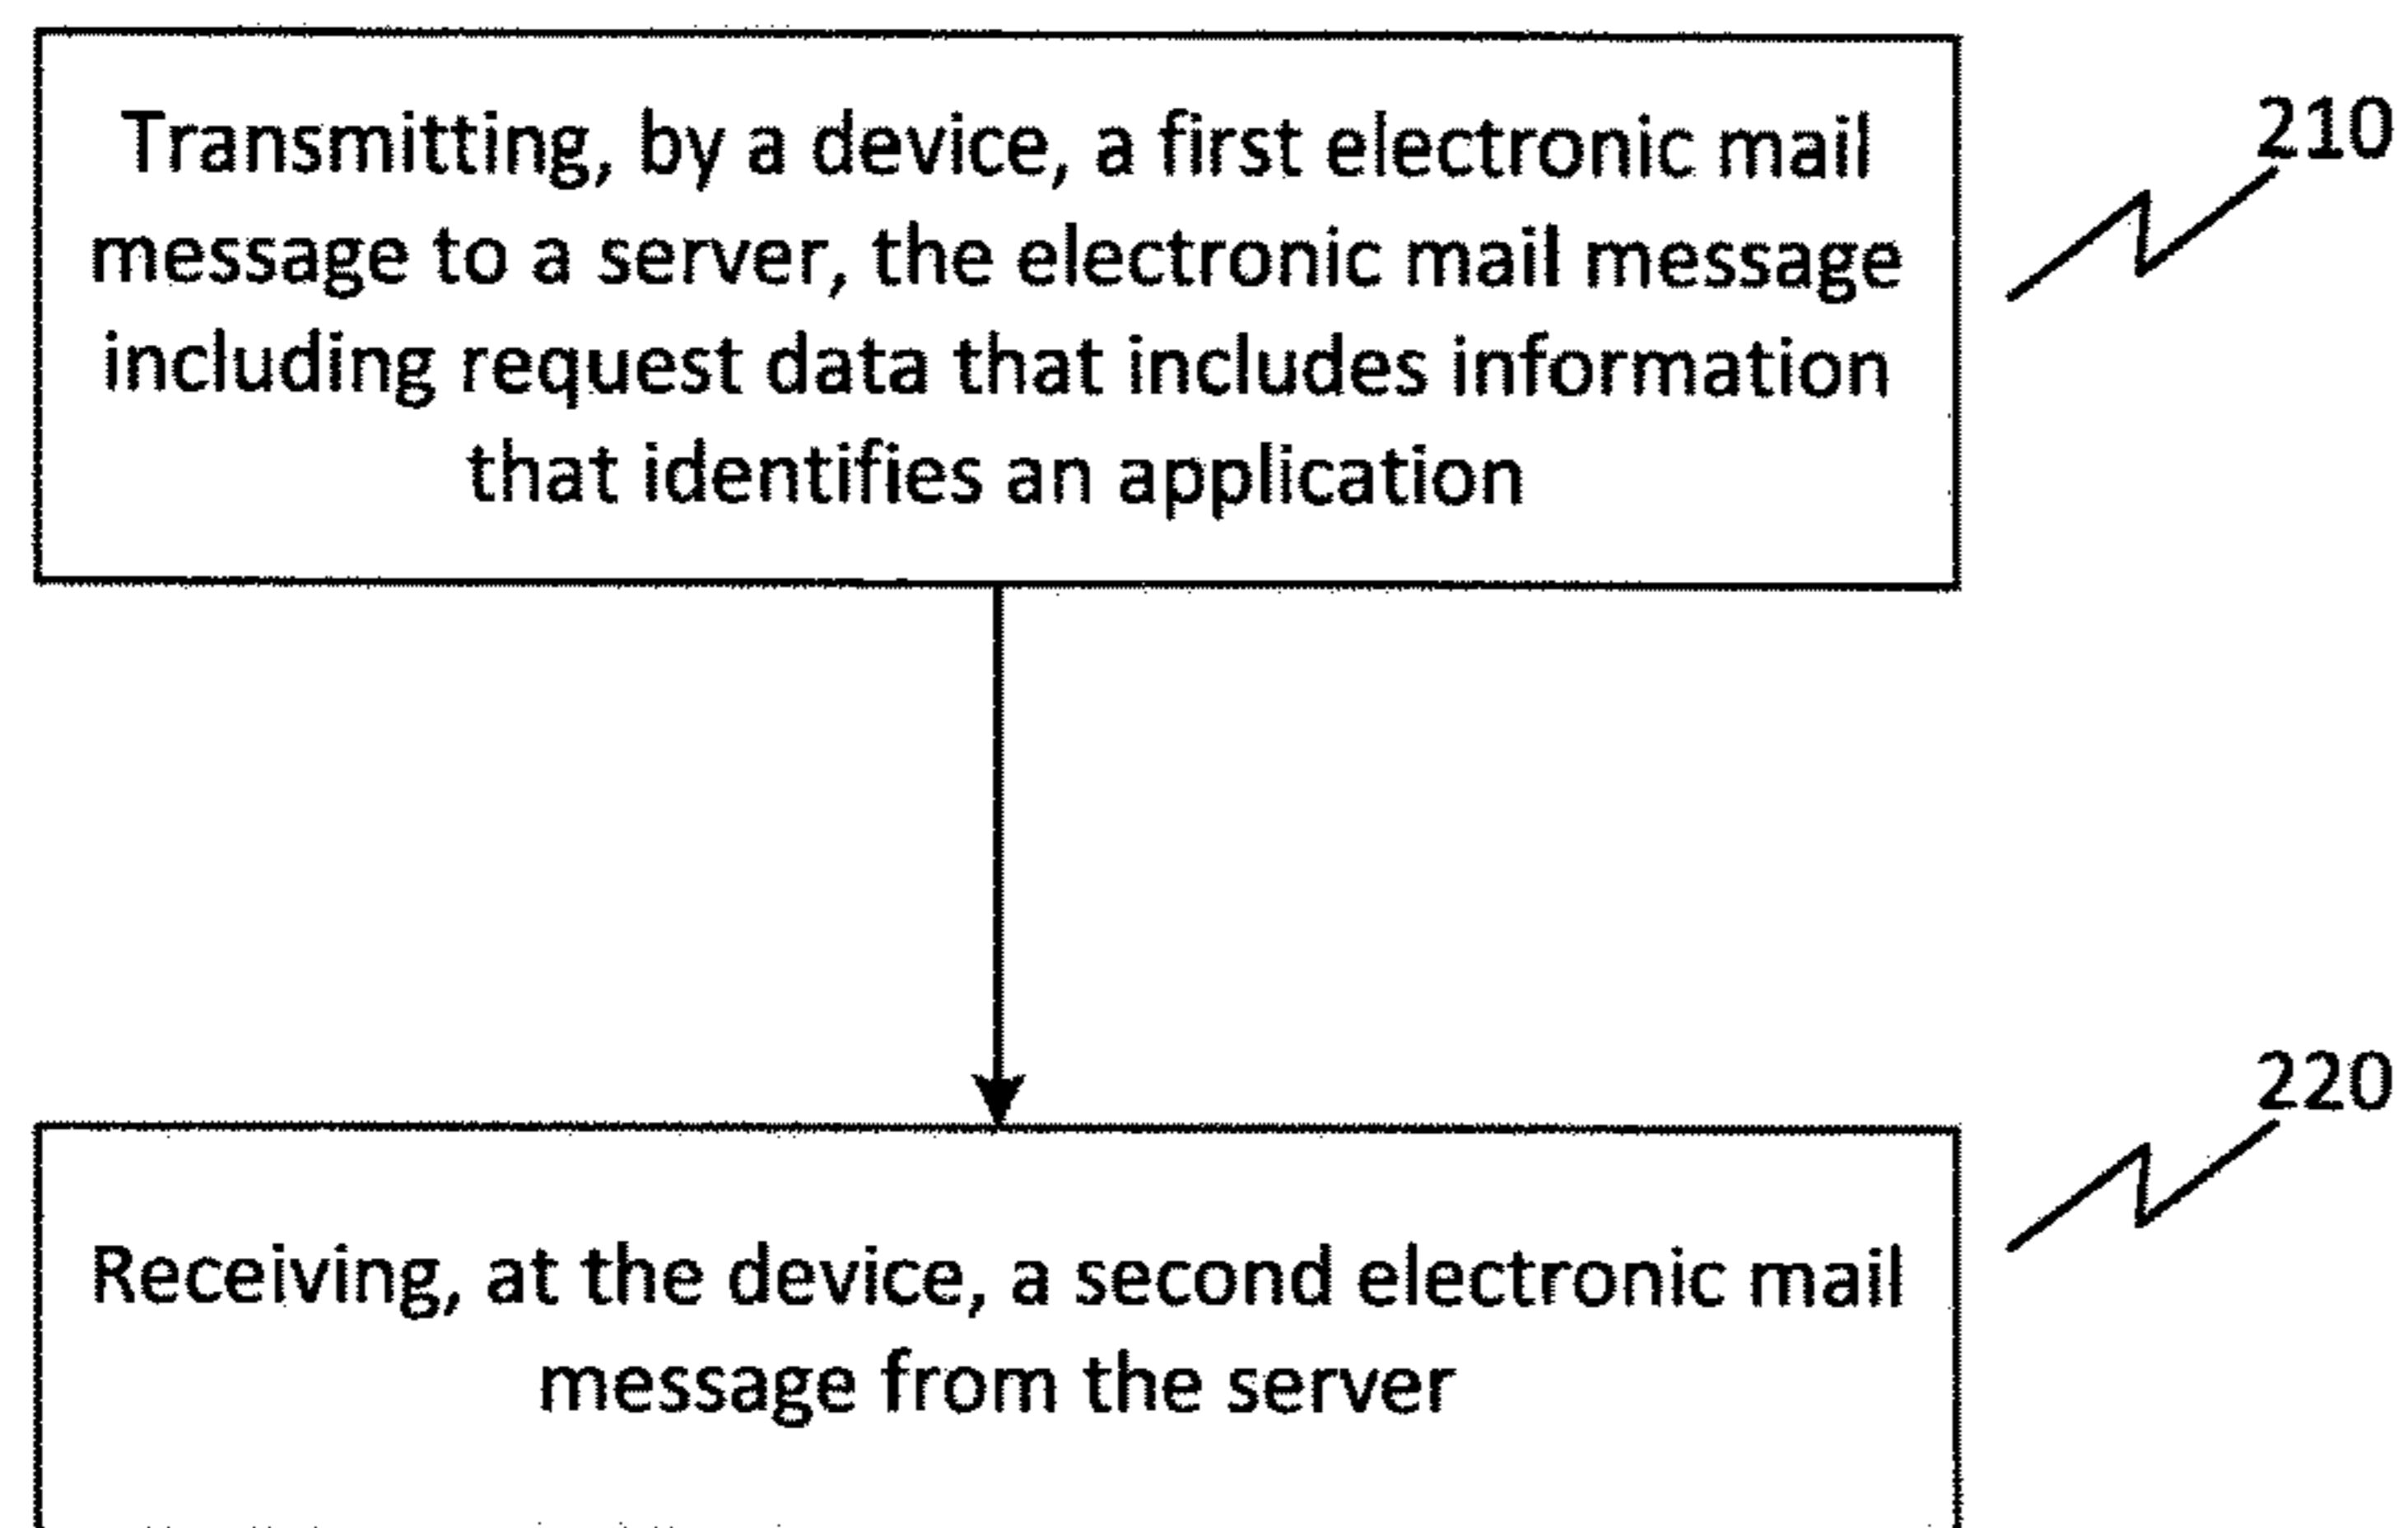 Transmitting, by a device, a first electronic mail
message to a server, the electronic mail message
including request data that includes information
that identifies an application
210
220
Receiving, at the device, a second electronic mail
message from the server